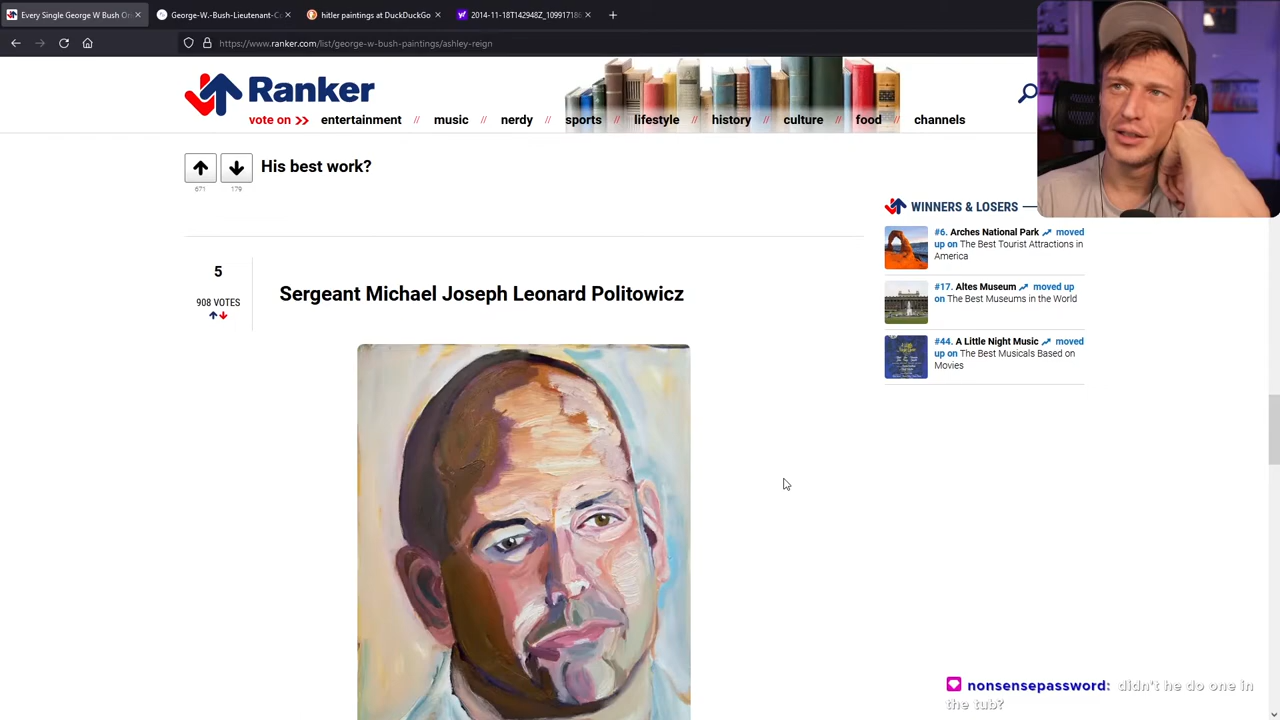 Every Single George W Bush O
George-W.-Bush-Lieutenant-C
hitler paintings at DuckDuckGo
2014-11-18T142948Z_109917186
https://www.ranker.com/list/george-w-bush-paintings/ashley-reign
Ranker
vote on >> entertainment // music // nerdy // sports // lifestyle // history // culture // food // channels
His best work?
671 179
WINNERS & LOSERS
#6. Arches National Park moved
up on The Best Tourist Attractions in
America
#17. Altes Museum moved up
on The Best Museums in the World
#44. A Little Night Music moved
up on The Best Musicals Based on
Movies
5
908 VOTES
Sergeant Michael Joseph Leonard Politowicz
nonsensepassword: didn't he do one in
the tub?